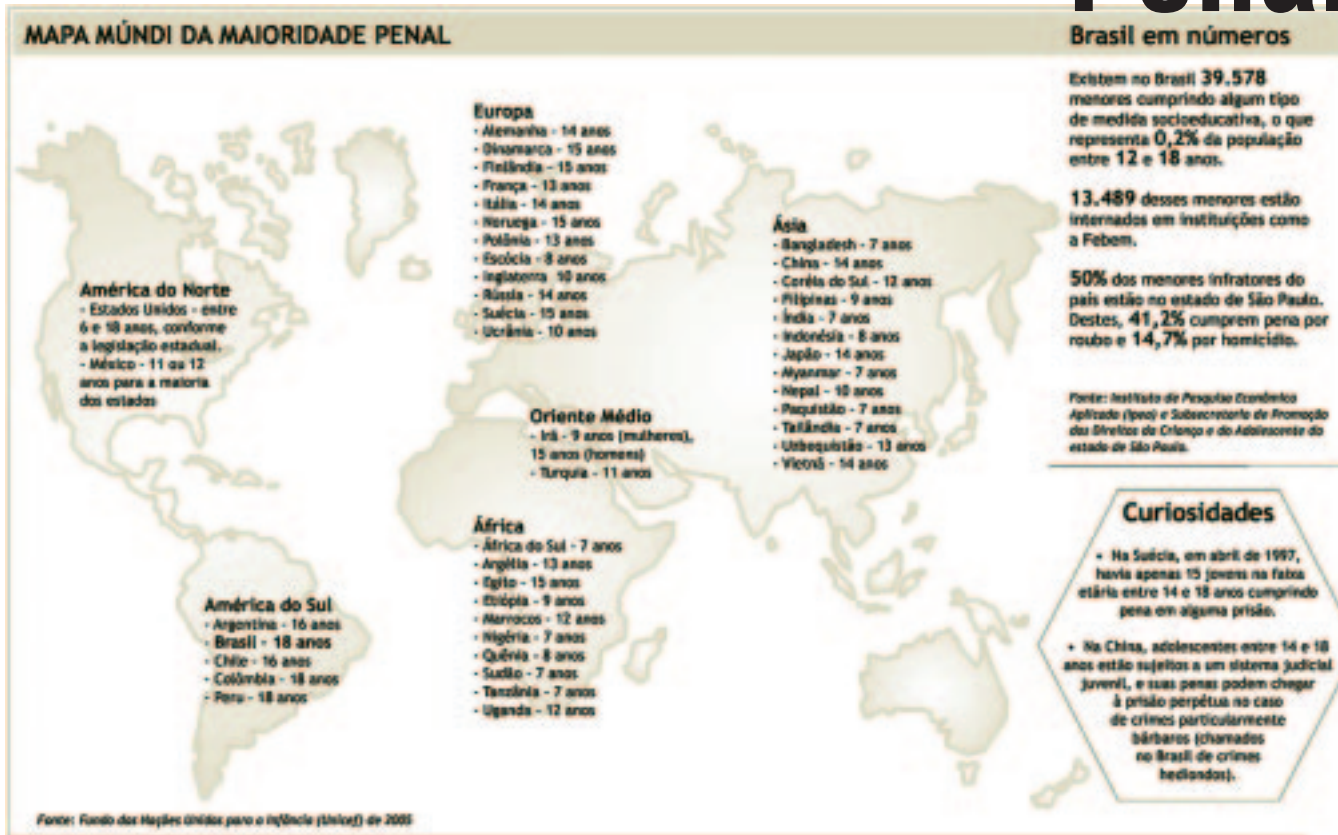 Penal
MAPA MÚNDI DA MAIORIDADE PENAL
América do Norte
- Estados Unidos - entre
6 e 18 anos, conforme
a legislação estadual.
- México - 11 ou 12
anos para a maioria
dos estados
América do Sul
- Argentina - 16 anos
- Brasil - 18 anos
- Chile - 16 anos
- Colômbia - 18 anos
- Peru - 18 anos
Europa
- Alemanha - 14 anos
- Dinamarca - 15 anos
- Finlândia - 15 anos
- França - 13 anos
- Itália - 14 anos
- Noruega - 15 anos
- Polônia - 13 anos
- Escócia - 8 anos
- Inglaterra 10 anos
- Rússia - 14 anos
- Suécia - 15 anos
- Ucrânia - 10 anos
Oriente Médio
- Irã - 9 anos (mulheres),
15 anos (homens)
- Turquia - 11 anos
África
- África do Sul - 7 anos
- Argélia - 13 anos
- Egito - 15 anos
- Etiópia - 9 anos
- Marrocos - 12 anos
- Nigéria - 7 anos
- Quênia - 8 anos
- Sudão - 7 anos
- Tanzânia - 7 anos
- Uganda - 12 anos
Ásia
- Bangladesh - 7 anos
- China - 14 anos
- Coréia do Sul - 12 anos
- Filipinas - 9 anos
- Índia - 7 anos
- Indonésia - 8 anos
- Japão - 14 anos
- Myanmar - 7 anos
- Nepal - 10 anos
- Paquistão - 7 anos
- Tailândia - 7 anos
- Uzbequistão - 13 anos
- Vietnã - 14 anos
Fonte: Fundo das Nações Unidas para a Infância (Unicef) de 2005
Brasil em números
Existem no Brasil 39.578
menores cumprindo algum tipo
de medida socioeducativa, o que
representa 0,2% da população
entre 12 e 18 anos.
13.489 desses menores estão
internados em instituições como
a Febem.
50% dos menores infratores do
país estão no estado de São Paulo.
Destes, 41,2% cumprem pena por
roubo e 14,7% por homicídio.
Fonte: Instituto de Pesquisa Econômica
Aplicada (Ipea) e Subsecretaria de Promoção
dos Direitos da Criança e do Adolescente do
estado de São Paulo.
Curiosidades
• Na Suécia, em abril de 1997,
havia apenas 15 jovens na faixa
etária entre 14 e 18 anos cumprindo
pena em alguma prisão.
• Na China, adolescentes entre 14 e 18
anos estão sujeitos a um sistema judicial
juvenil, e suas penas podem chegar
à prisão perpétua no caso
de crimes particularmente
bárbaros (chamados
no Brasil de crimes
hediondos).